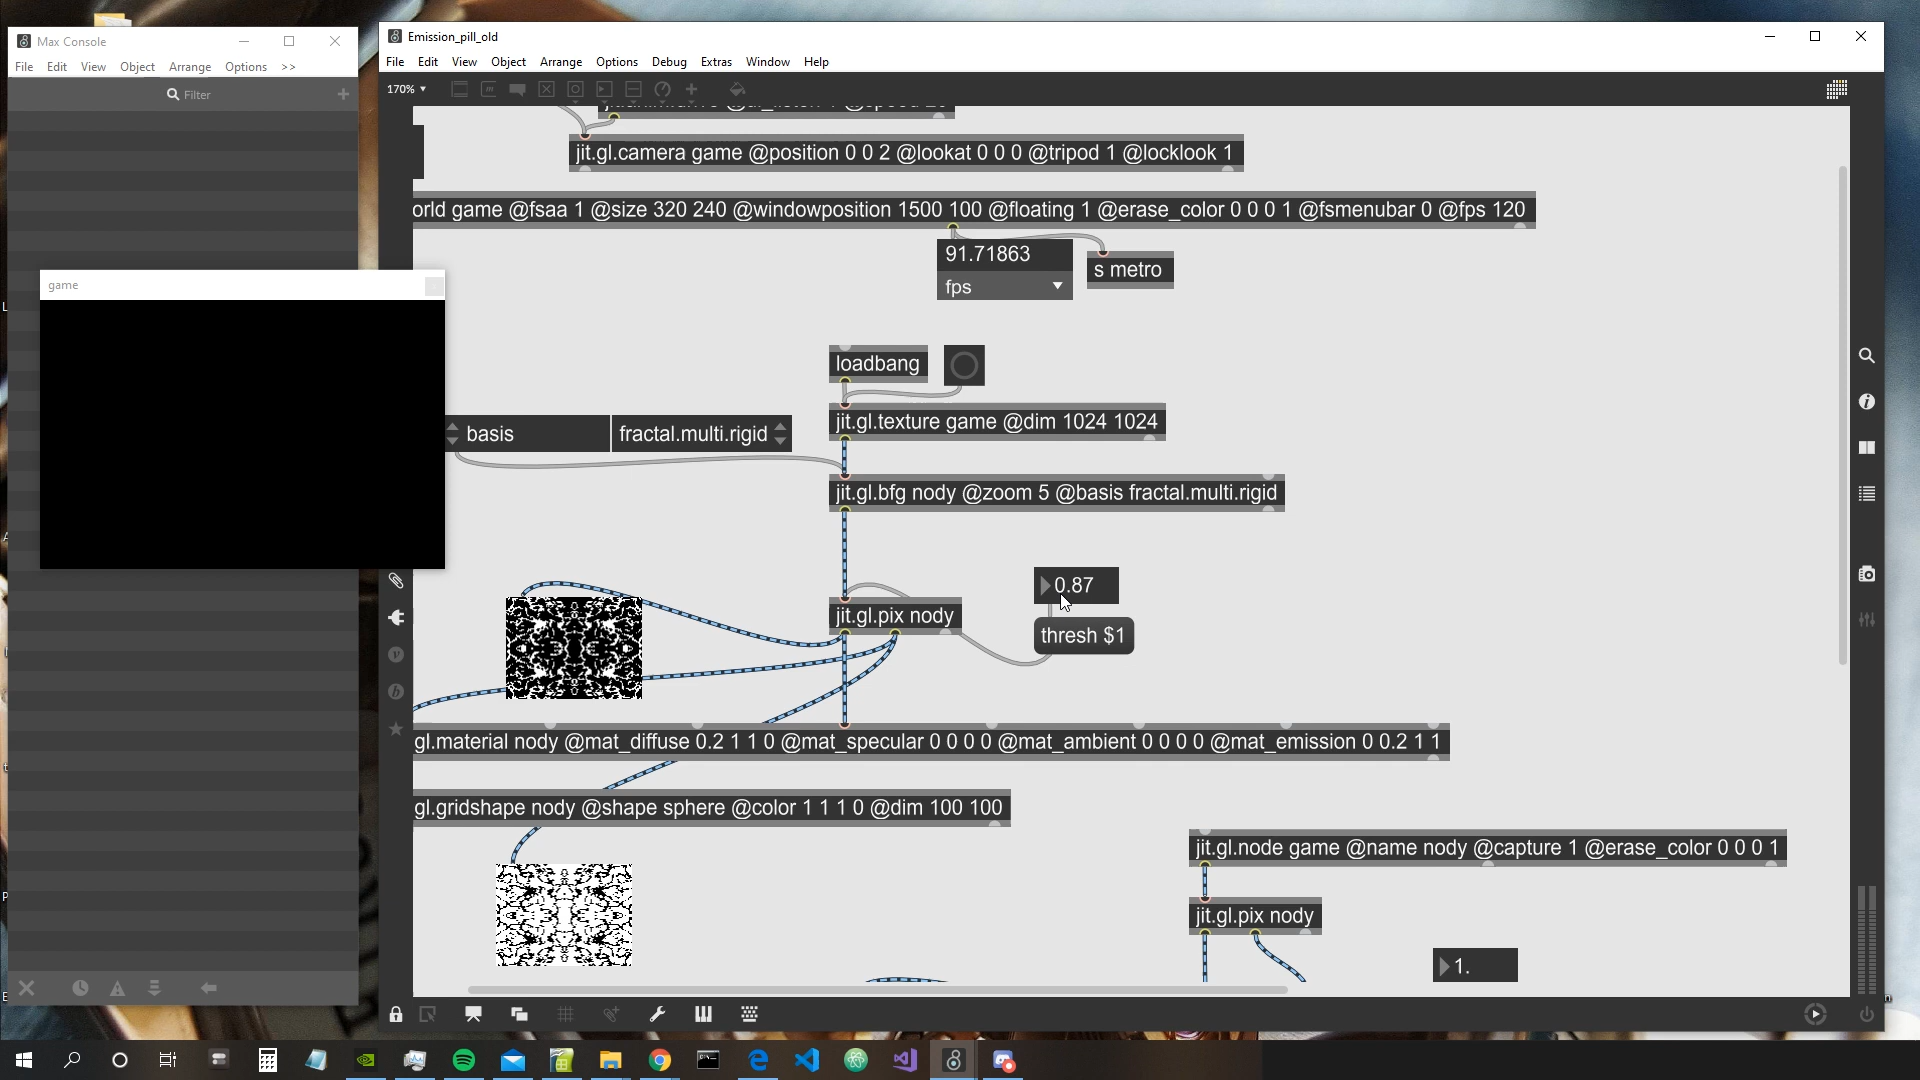 Max Console
File Edit View Object Arrange Options >>
Filter
game
Emission_pill_old
File Edit View Object Arrange Options Debug Extras Window Help
170%
jit.gl.camera game @position 0 0 2 @lookat 0 0 0 @tripod 1 @locklook 1
orld game @fsaa 1 @size 320 240 @windowposition 1500 100 @floating 1 @erase_color 0 0 0 1 @fsmenubar 0 @fps 120
91.71863
fps
s metro
loadbang
jit.gl.texture game @dim 1024 1024
basis
fractal.multi.rigid
jit.gl.bfg nody @zoom 5 @basis fractal.multi.rigid
0.87
jit.gl.pix nody
thresh $1
gl.material nody @mat_diffuse 0.2 1 1 0 @mat_specular 0 0 0 0 @mat_ambient 0 0 0 0 @mat_emission 0 0.2 1 1
gl.gridshape nody @shape sphere @color 1 1 1 0 @dim 100 100
jit.gl.node game @name nody @capture 1 @erase_color 0 0 0 1
jit.gl.pix nody
1.